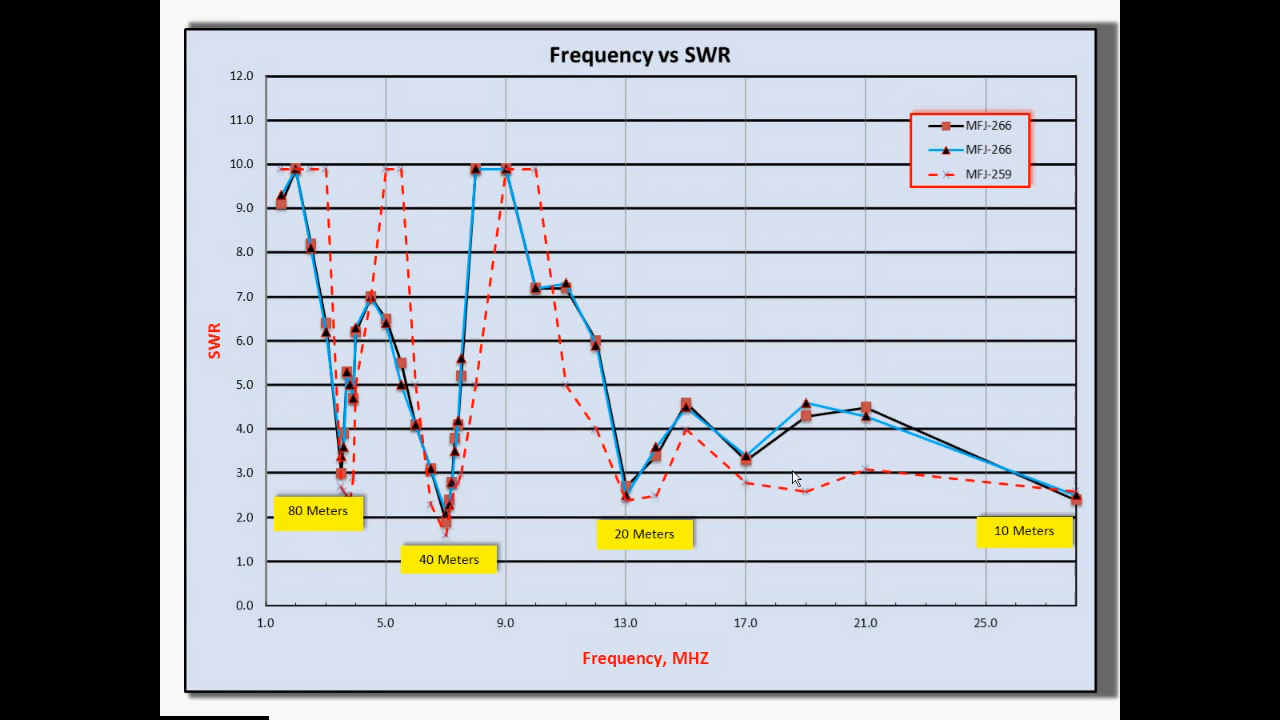 Frequency vs SWR
12.0
11.0
10.0
9.0
8.0
7.0
6.0
5.0
4.0
3.0
2.0
1.0
0.0
SWR
MFJ-266
MFJ-266
MFJ-259
80 Meters
40 Meters
20 Meters
10 Meters
1.0 5.0 9.0 13.0 17.0 21.0 25.0
Frequency, MHZ